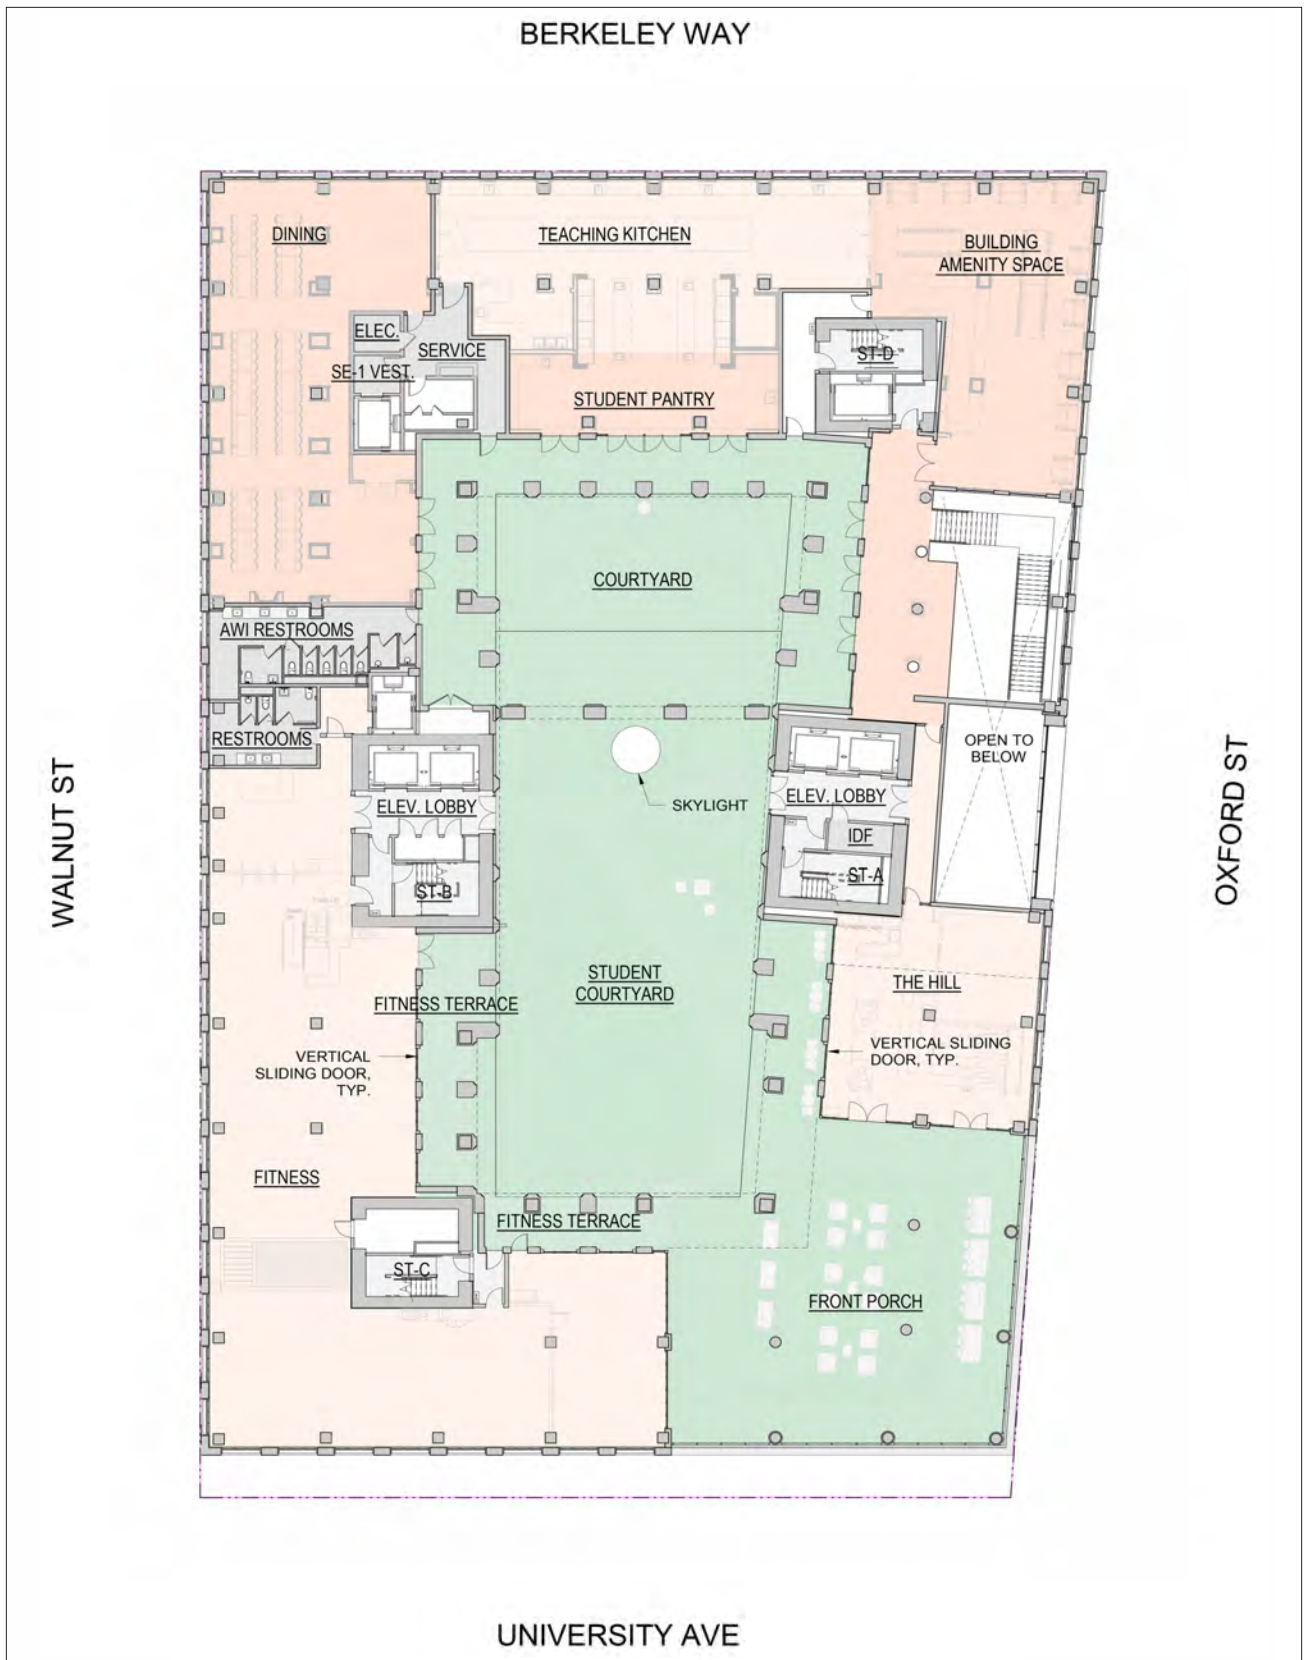 BERKELEY WAY
DINING
TEACHING KITCHEN
BUILDING
AMENITY SPACE
ELEC.
SERVICE
ST-D
SE-1 VEST.
STUDENT PANTRY
COURTYARD
AWI RESTROOMS
RESTROOMS
OPEN TO
BELOW
WALNUT ST
OXFORD ST
ELEV. LOBBY
SKYLIGHT
ELEV. LOBBY
IDF
ST-A
ST-B
STUDENT
COURTYARD
THE HILL
FITNESS TERRACE
VERTICAL
SLIDING DOOR,
TYP.
VERTICAL SLIDING
DOOR, TYP.
FITNESS
FITNESS TERRACE
ST-C
FRONT PORCH
UNIVERSITY AVE